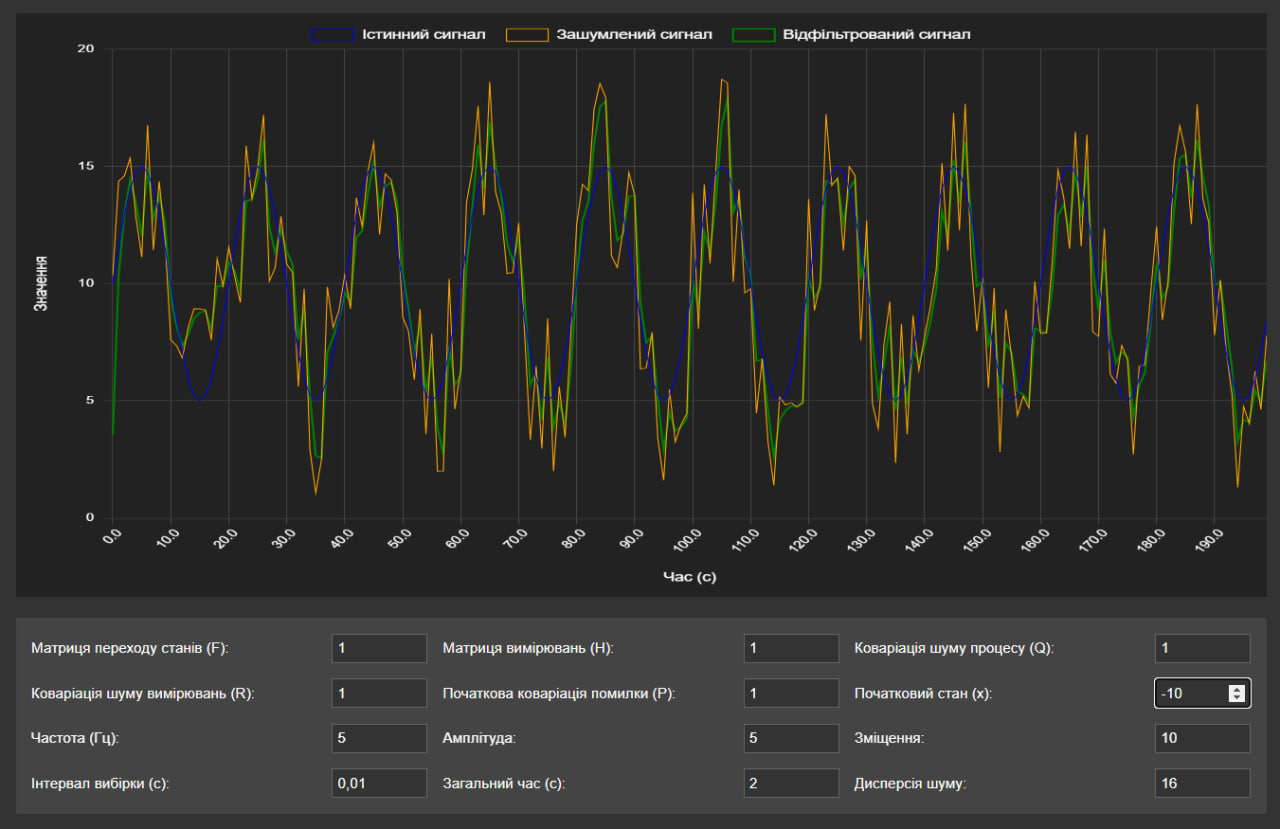 Істинний сигнал Зашумлений сигнал Відфільтрований сигнал
20
15
10
5
0
Значення
0.0 10.0 20.0 30.0 40.0 50.0 60.0 70.0 80.0 90.0 100.0 110.0 120.0 130.0 140.0 150.0 160.0 170.0 180.0 190.0
Час (с)
Матриця переходу станів (F): 1 Матриця вимірювань (H): 1 Коваріація шуму процесу (Q): 1
Коваріація шуму вимірювань (R): 1 Початкова коваріація помилки (P): 1 Початковий стан (x): -10
Частота (Гц): 5 Амплітуда: 5 Зміщення: 10
Інтервал вибірки (с): 0,01 Загальний час (с): 2 Дисперсія шуму: 16